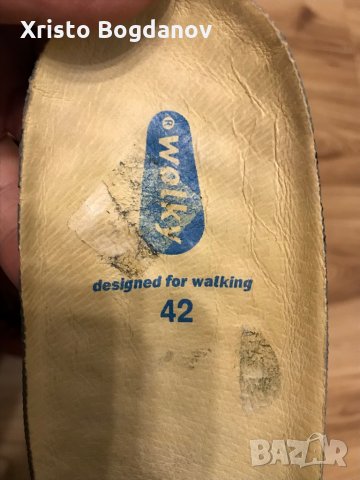 Xristo Bogdanov
walky
designed for walking
42
BAZAR